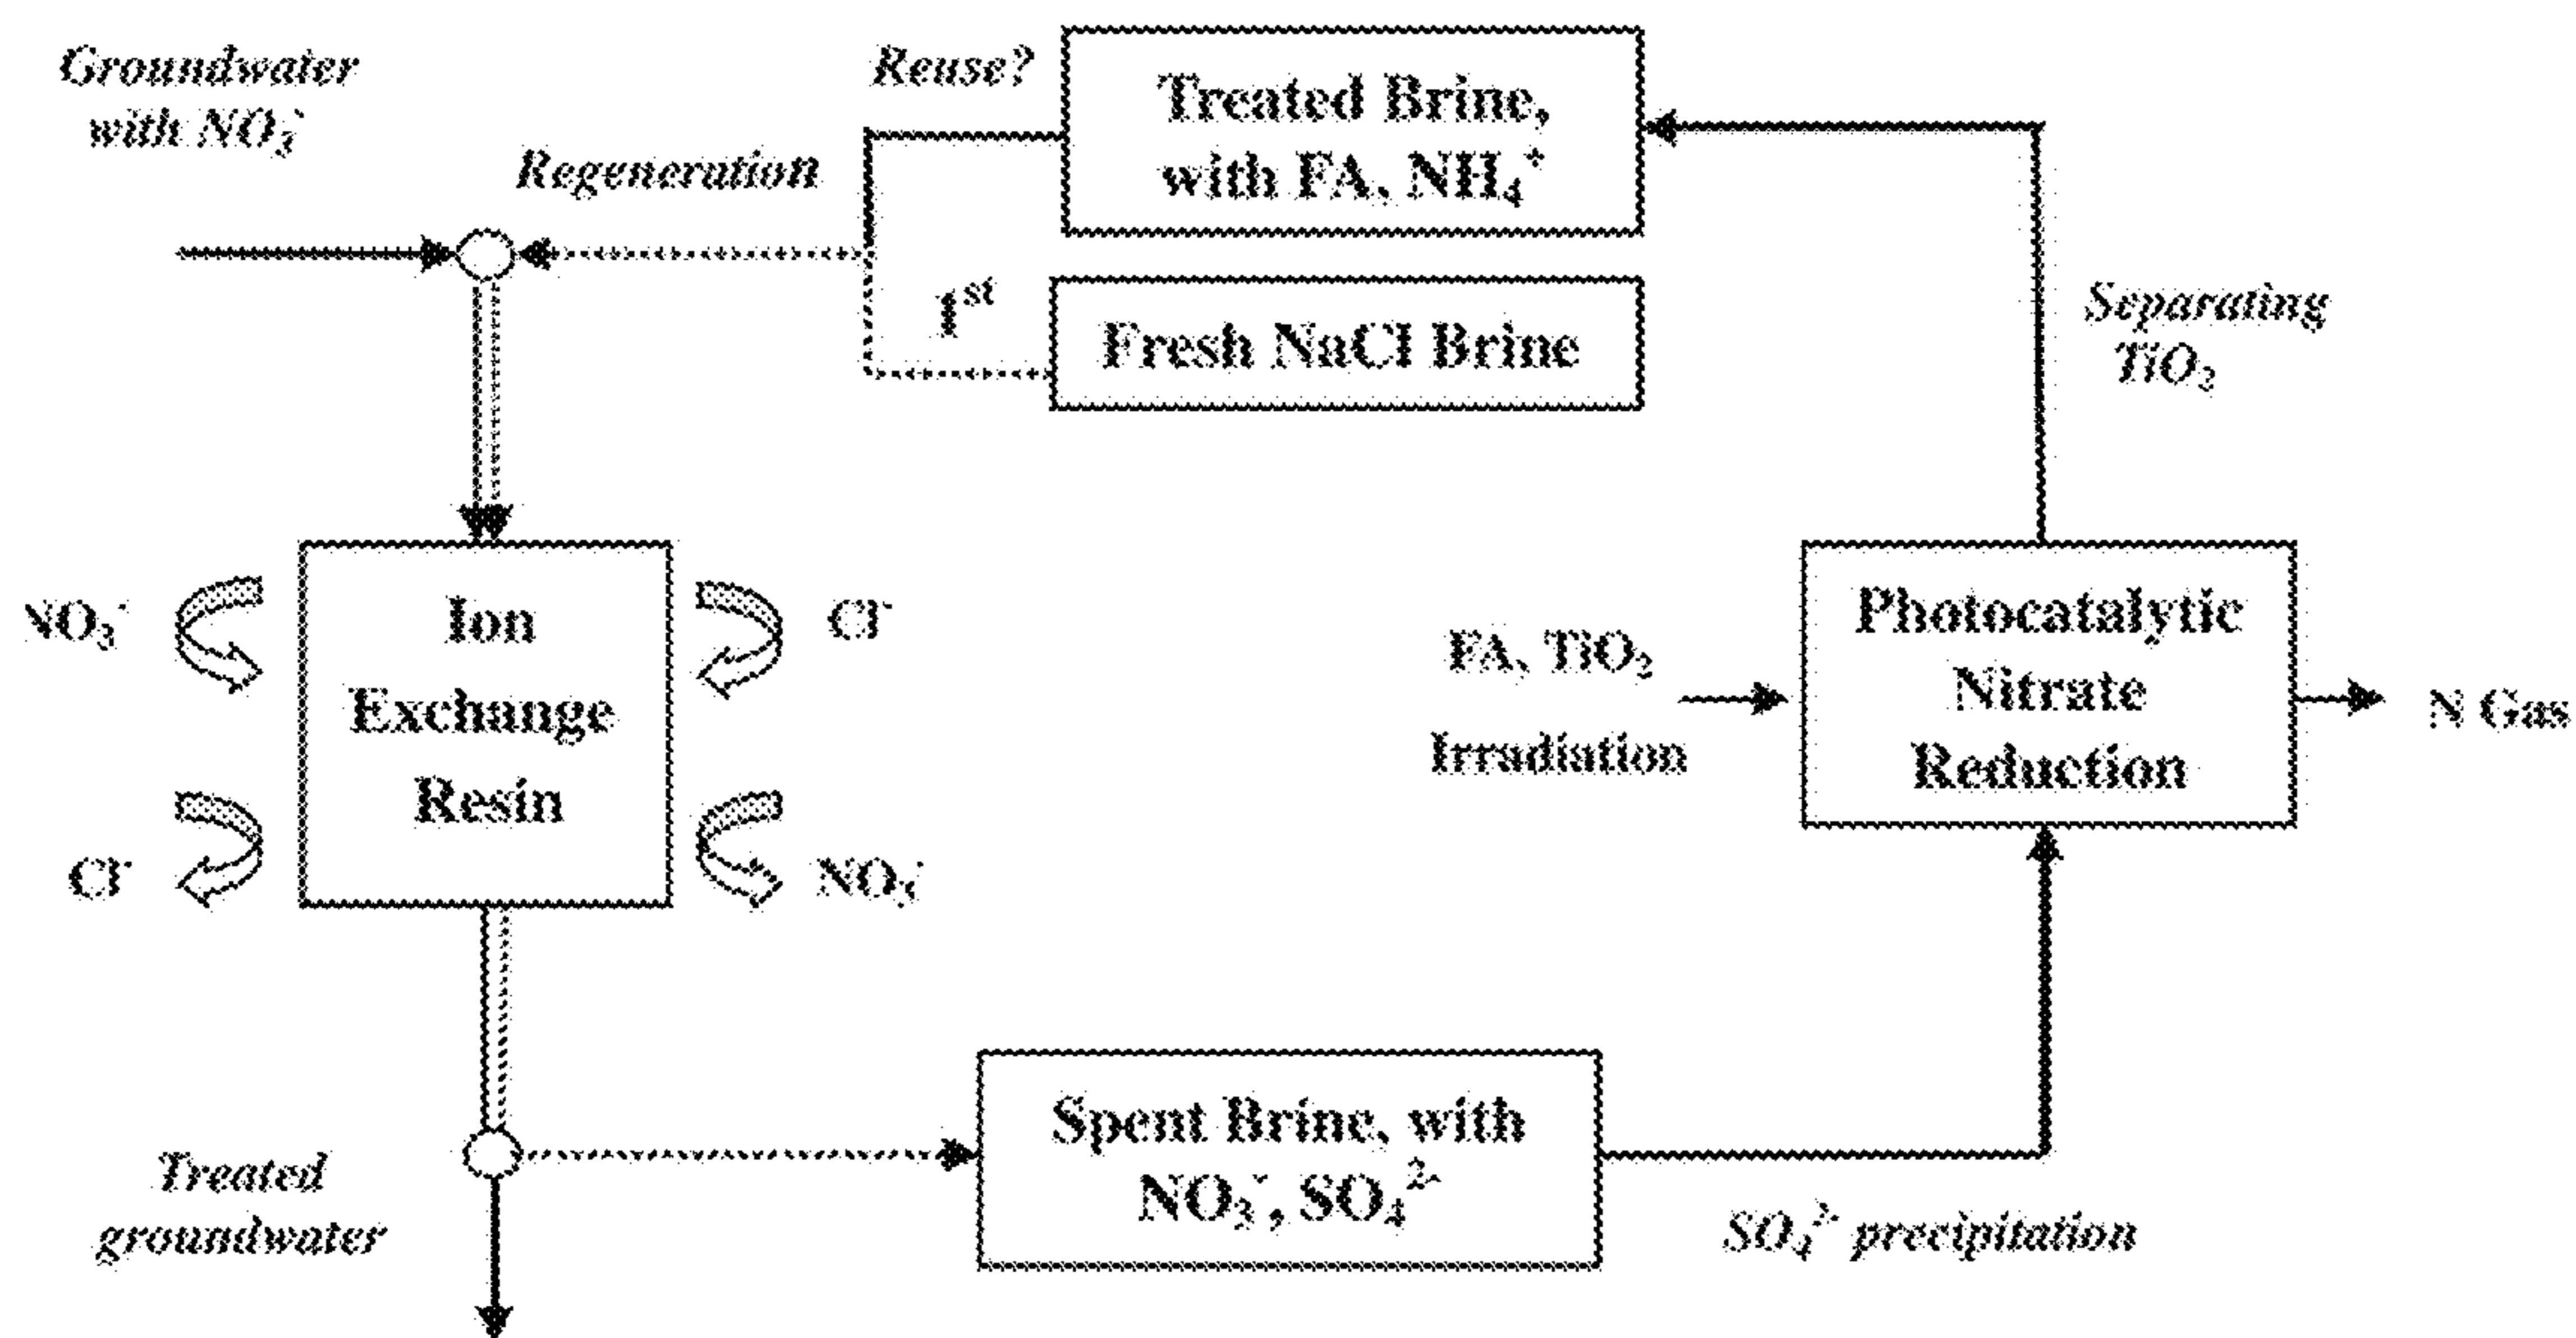 Groundwater
with NO₃⁻
Regeneration
Reuse?
Treated Brine,
with FA, NH₄⁺
1ˢᵗ
Fresh NaCl Brine
Separating
TiO₂
NO₃⁻
Cl⁻
Ion
Exchange
Resin
Cl⁻
NO₃⁻
FA, TiO₂
Irradiation
Photocatalytic
Nitrate
Reduction
N Gas
Treated
groundwater
Spent Brine, with
NO₃⁻, SO₄²⁻
SO₄²⁻ precipitation